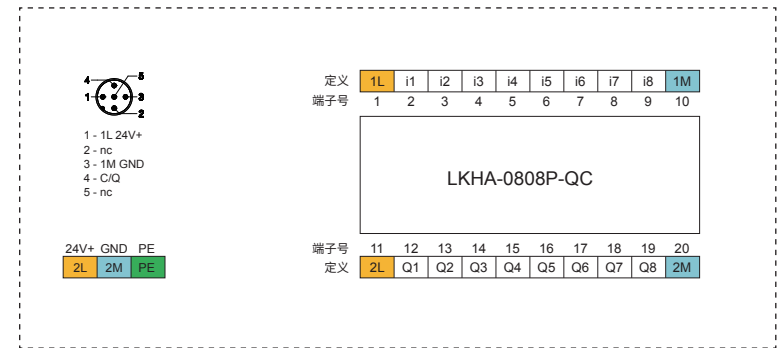 4 5
1 3
2
1 - 1L 24V+
2 - nc
3 - 1M GND
4 - C/Q
5 - nc
定义 1L i1 i2 i3 i4 i5 i6 i7 i8 1M
端子号 1 2 3 4 5 6 7 8 9 10
LKHA-0808P-QC
24V+ GND PE
2L 2M PE
端子号 11 12 13 14 15 16 17 18 19 20
定义 2L Q1 Q2 Q3 Q4 Q5 Q6 Q7 Q8 2M